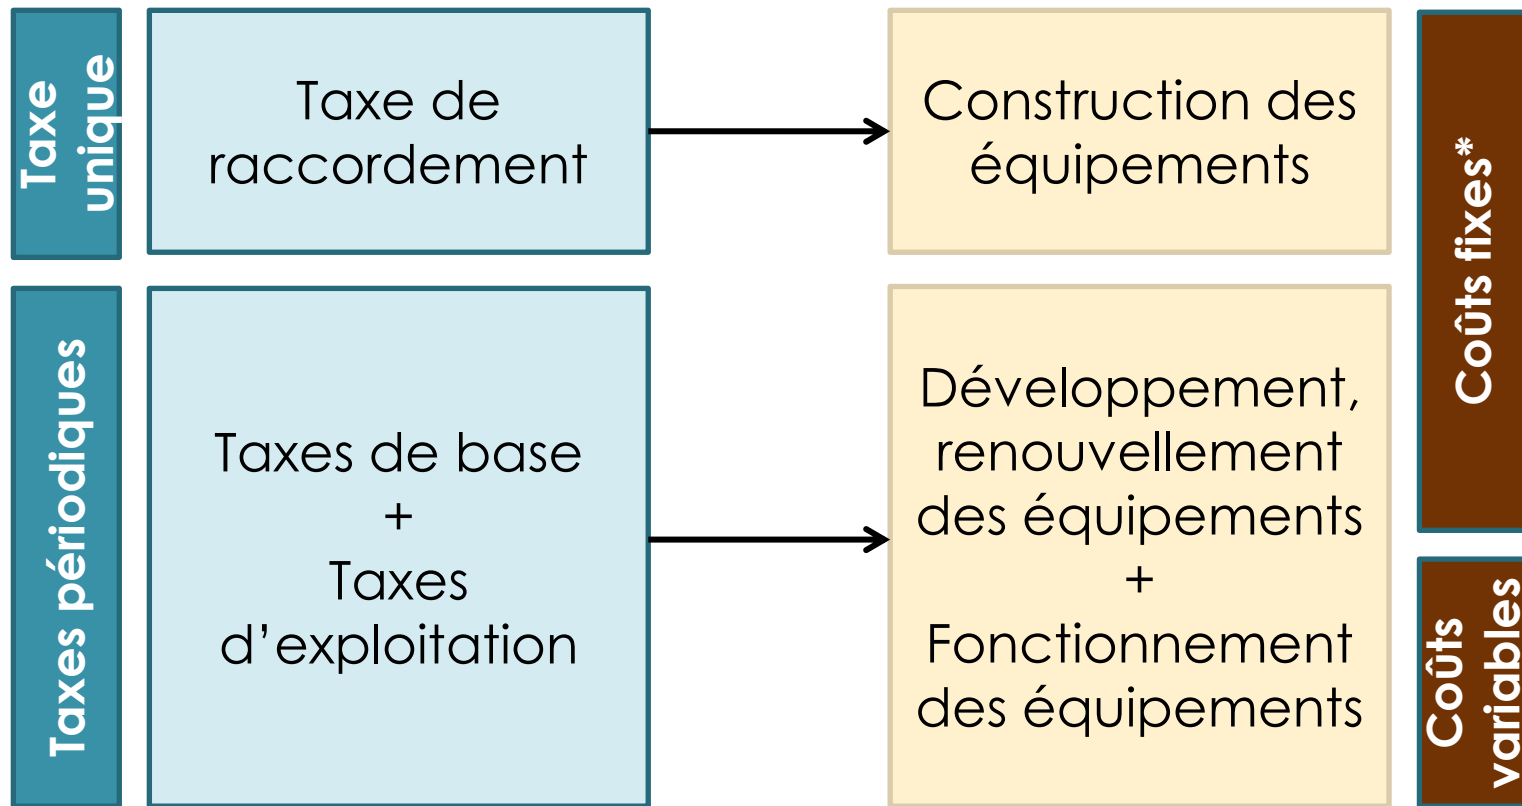 Taxe
unique
Taxe de
raccordement
Construction des
équipements
Coûts fixes*
Taxes périodiques
Taxes de base
+
Taxes
d’exploitation
Développement,
renouvellement
des équipements
+
Fonctionnement
des équipements
Coûts
variables